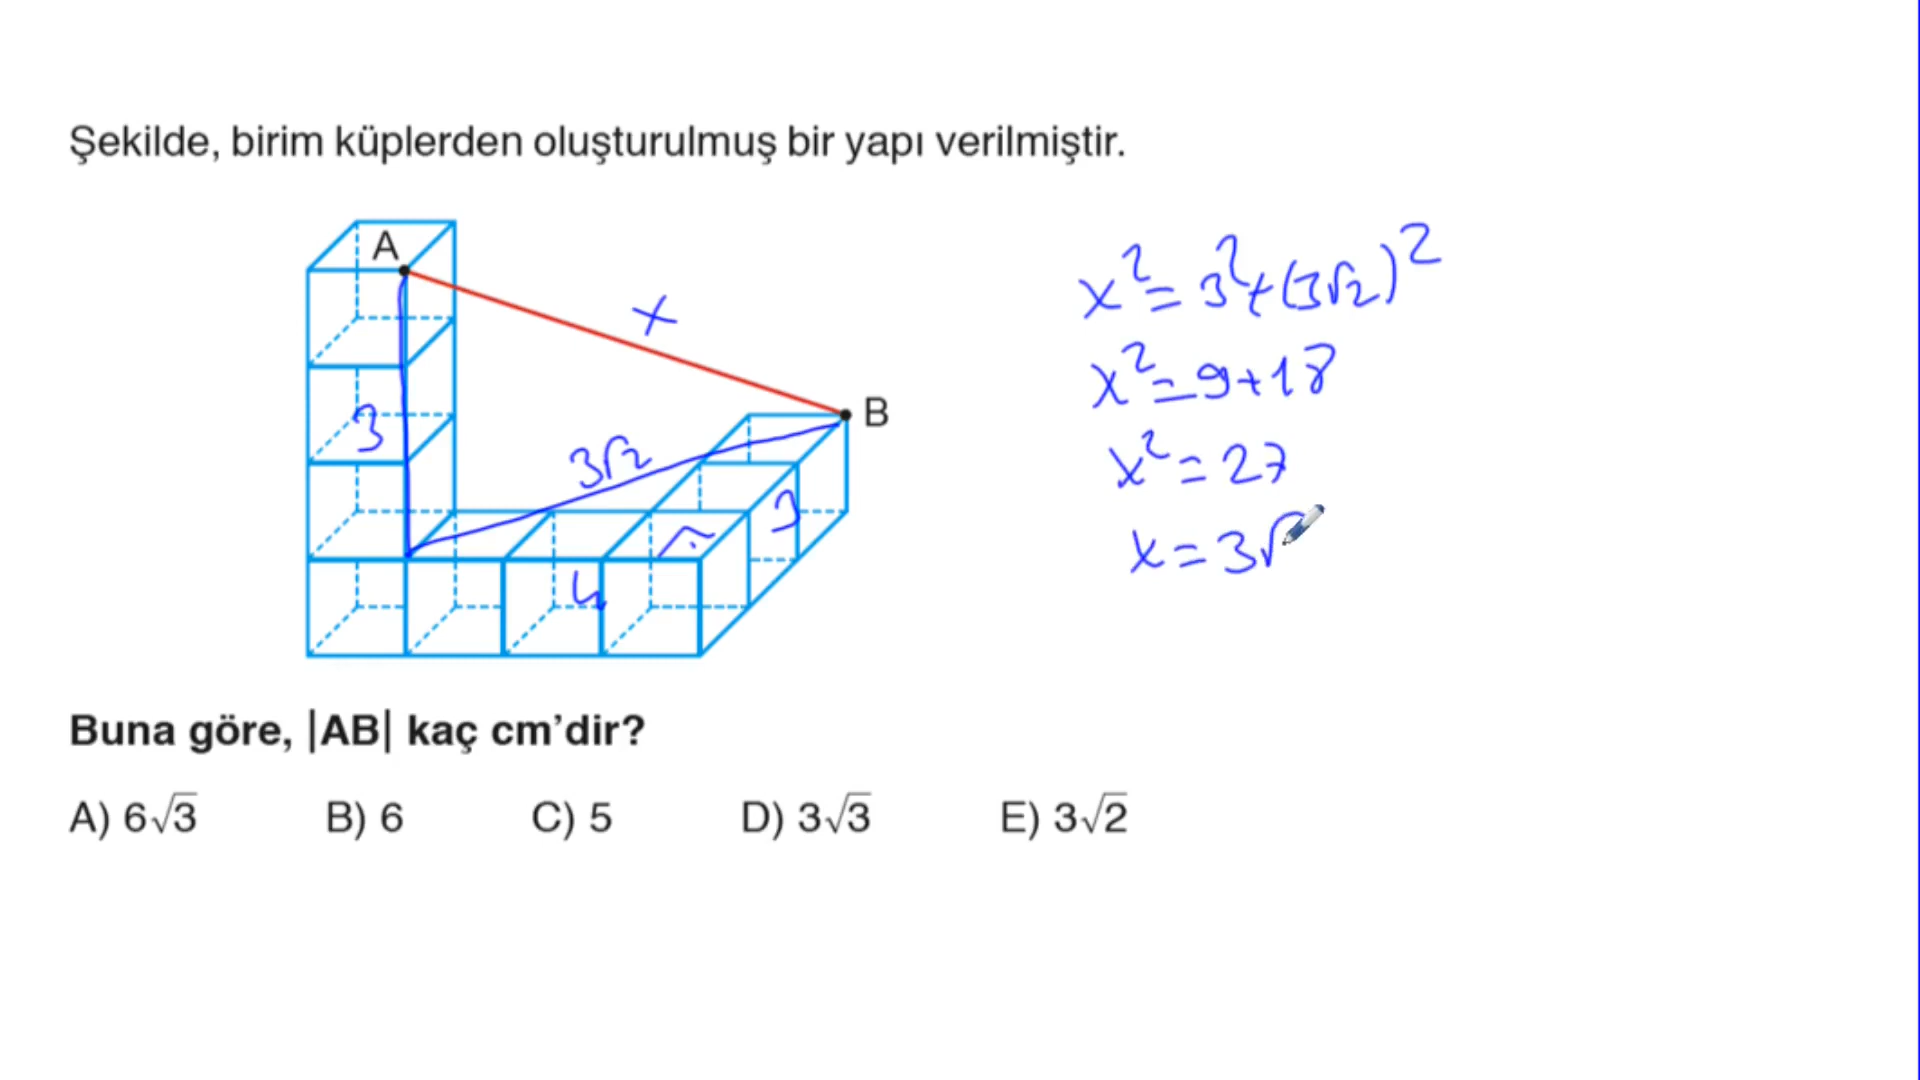 Şekilde, birim küplerden oluşturulmuş bir yapı verilmiştir.
A
x
B
3
3√2
3
4
x² = 3² + (3√2)²
x² = 9 + 18
x² = 27
x = 3√
Buna göre, |AB| kaç cm’dir?
A) 6√3 B) 6 C) 5 D) 3√3 E) 3√2